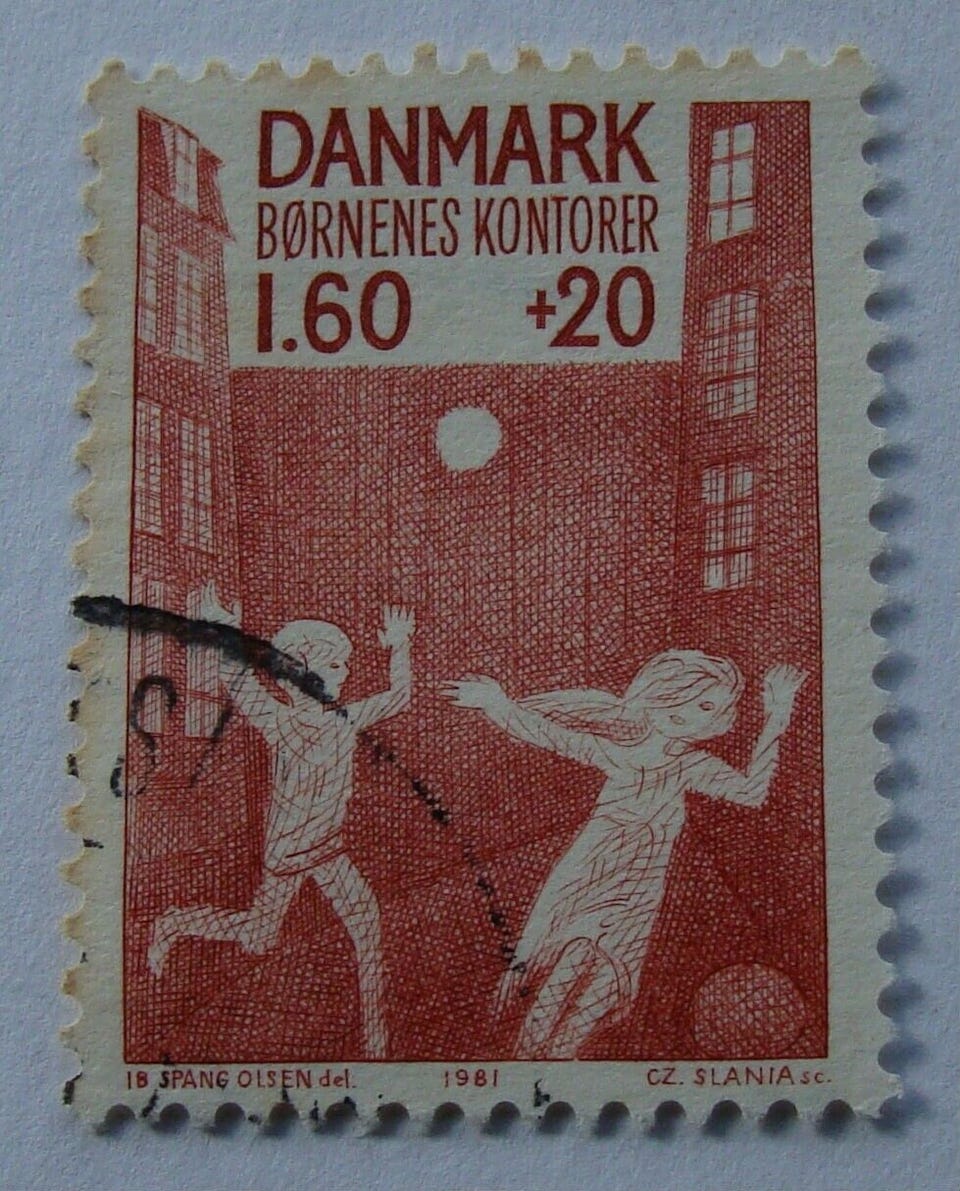 DANMARK
BØRNENES KONTORER
1.60 +20
IB SPANG OLSEN del. 1981 CZ. SLANIA sc.